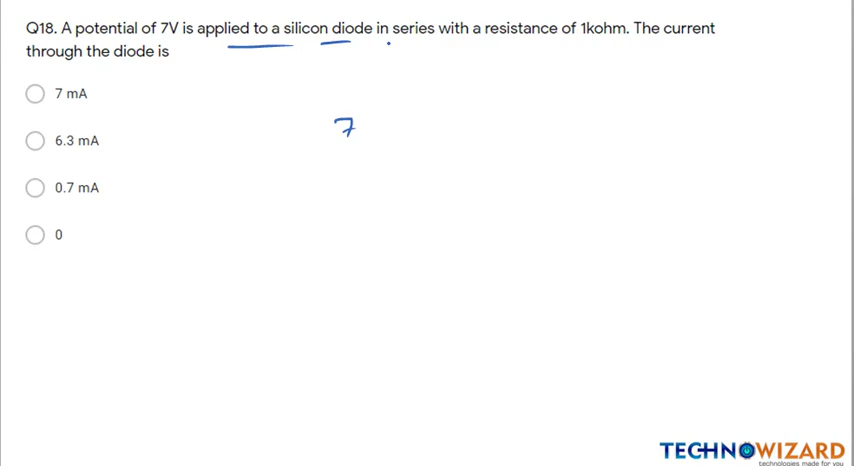 Q18. A potential of 7V is applied to a silicon diode in series with a resistance of 1kohm. The current
through the diode is
7 mA
7
6.3 mA
0.7 mA
0
TECHNOWIZARD
technologies made for you